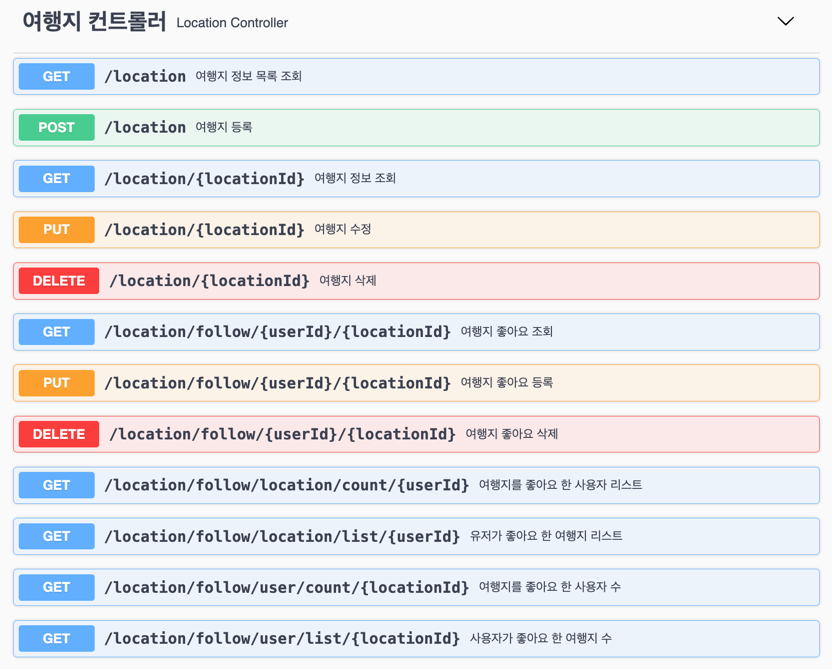 여행지 컨트롤러 Location Controller
GET /location 여행지 정보 목록 조회
POST /location 여행지 등록
GET /location/{locationId} 여행지 정보 조회
PUT /location/{locationId} 여행지 수정
DELETE /location/{locationId} 여행지 삭제
GET /location/follow/{userId}/{locationId} 여행지 좋아요 조회
PUT /location/follow/{userId}/{locationId} 여행지 좋아요 등록
DELETE /location/follow/{userId}/{locationId} 여행지 좋아요 삭제
GET /location/follow/location/count/{userId} 여행지를 좋아요 한 사용자 리스트
GET /location/follow/location/list/{userId} 유저가 좋아요 한 여행지 리스트
GET /location/follow/user/count/{locationId} 여행지를 좋아요 한 사용자 수
GET /location/follow/user/list/{locationId} 사용자가 좋아요 한 여행지 수